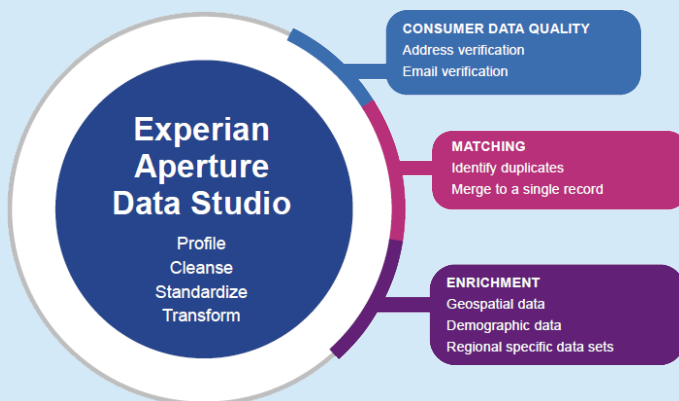 Experian
Aperture
Data Studio
Profile
Cleanse
Standardize
Transform
CONSUMER DATA QUALITY
Address verification
Email verification
MATCHING
Identify duplicates
Merge to a single record
ENRICHMENT
Geospatial data
Demographic data
Regional specific data sets